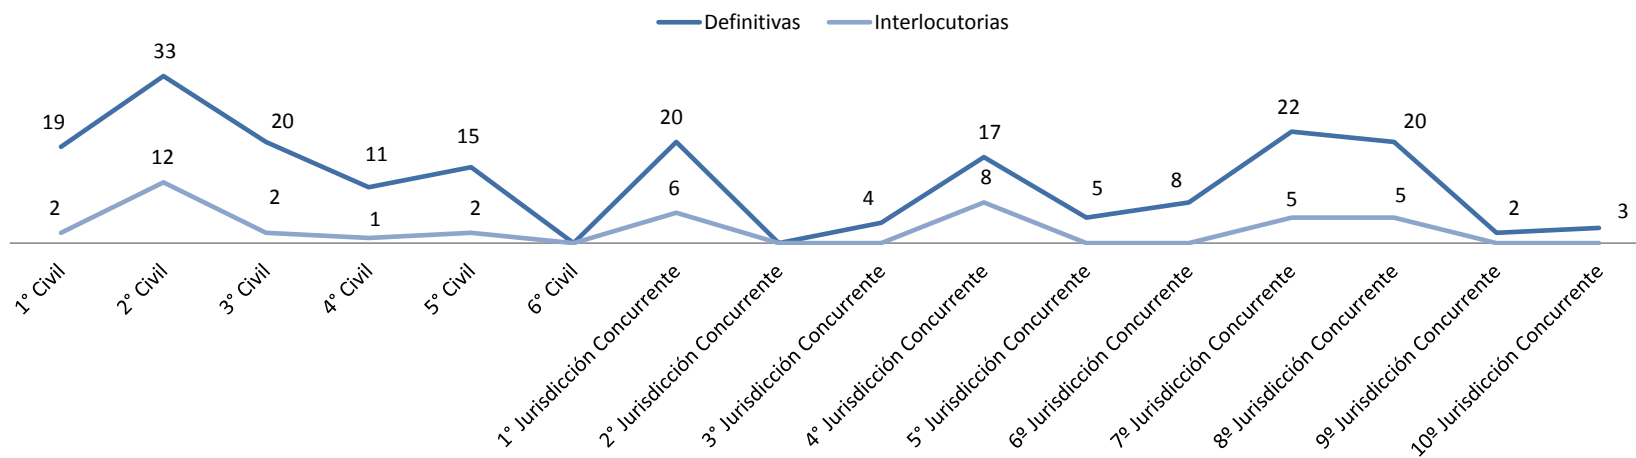 Definitivas Interlocutorias
33
19
20
11
15
20
4
17
5
8
22
20
2
3
2
12
2
1
2
6
8
5
5
1° Civil
2° Civil
3° Civil
4° Civil
5° Civil
6° Civil
1° Jurisdicción Concurrente
2° Jurisdicción Concurrente
3° Jurisdicción Concurrente
4° Jurisdicción Concurrente
5° Jurisdicción Concurrente
6º Jurisdicción Concurrente
7º Jurisdicción Concurrente
8º Jurisdicción Concurrente
9º Jurisdicción Concurrente
10º Jurisdicción Concurrente